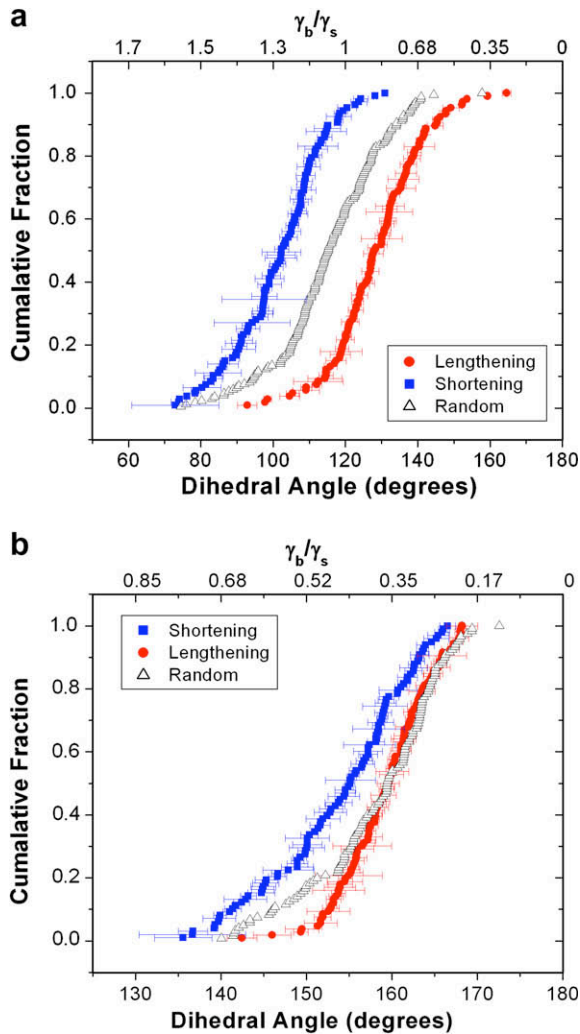 a
γb/γs
1.7 1.5 1.3 1 0.68 0.35 0
1.0
0.8
0.6
0.4
0.2
0.0
Cumalative Fraction
Lengthening
Shortening
Random
60 80 100 120 140 160 180
Dihedral Angle (degrees)
b
γb/γs
0.85 0.68 0.52 0.35 0.17 0
1.0
0.8
0.6
0.4
0.2
0.0
Cumalative Fraction
Shortening
Lengthening
Random
130 140 150 160 170 180
Dihedral Angle (degrees)